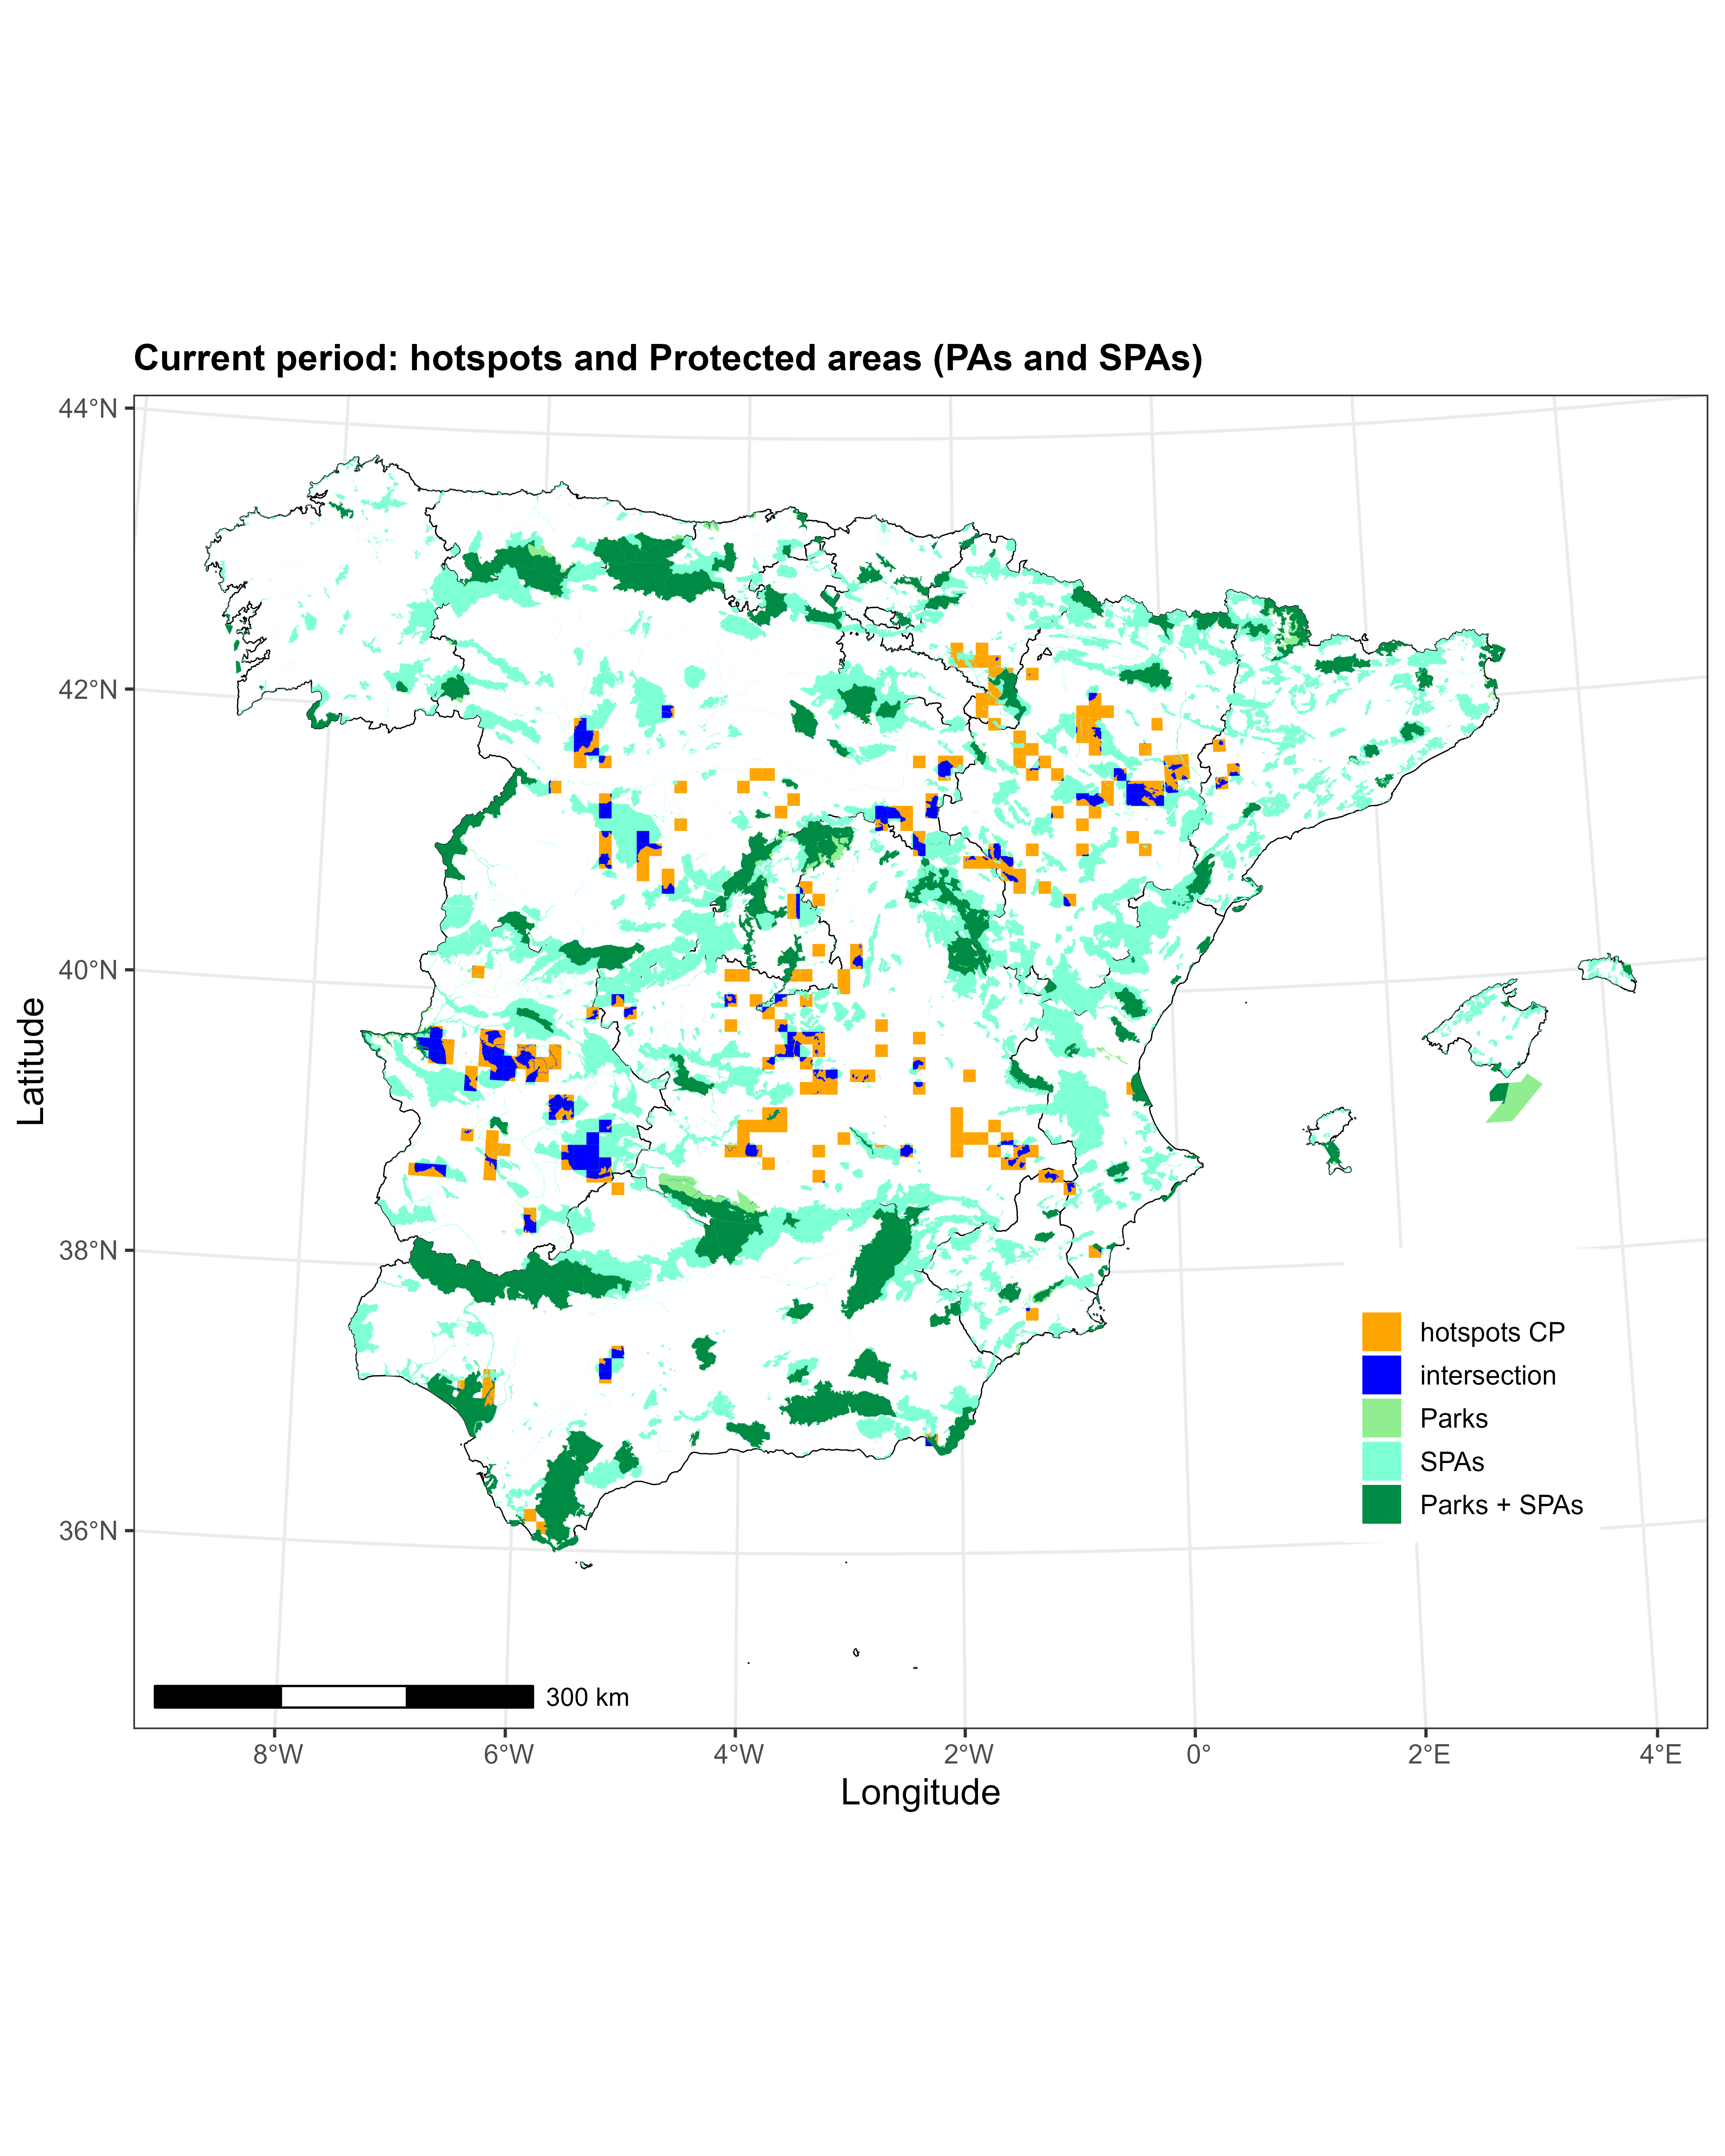 Current period: hotspots and Protected areas (PAs and SPAs)
44°N
42°N
40°N
38°N
36°N
Latitude
hotspots CP
intersection
Parks
SPAs
Parks + SPAs
300 km
8°W 6°W 4°W 2°W 0° 2°E 4°E
Longitude